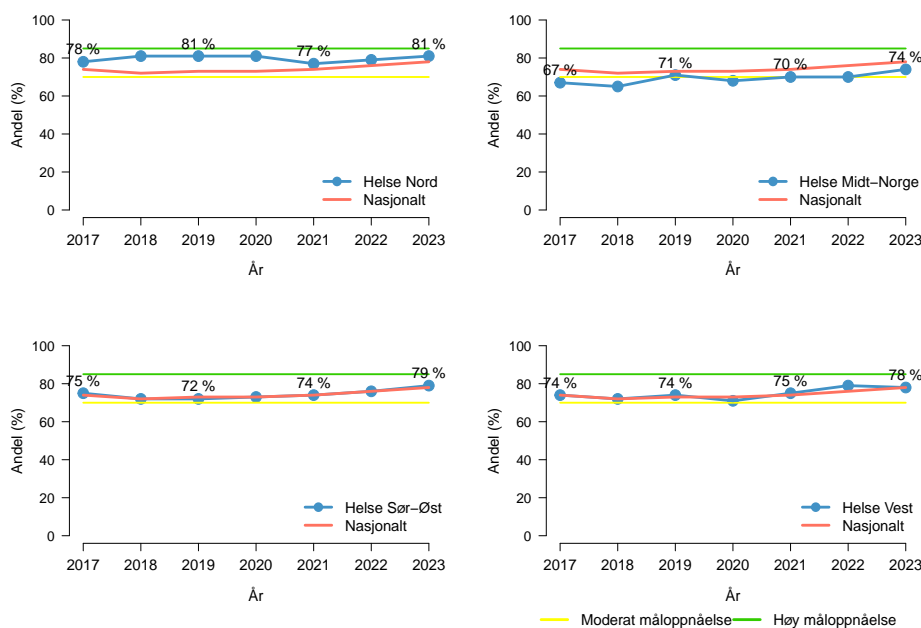 100
80
60
40
20
0
Andel (%)
78 %
81 %
77 %
81 %
Helse Nord
Nasjonalt
2017 2018 2019 2020 2021 2022 2023
År
100
80
60
40
20
0
Andel (%)
67 %
71 %
70 %
74 %
Helse Midt−Norge
Nasjonalt
2017 2018 2019 2020 2021 2022 2023
År
100
80
60
40
20
0
Andel (%)
75 %
72 %
74 %
79 %
Helse Sør−Øst
Nasjonalt
2017 2018 2019 2020 2021 2022 2023
År
100
80
60
40
20
0
Andel (%)
74 %
74 %
75 %
78 %
Helse Vest
Nasjonalt
2017 2018 2019 2020 2021 2022 2023
År
Moderat måloppnåelse Høy måloppnåelse